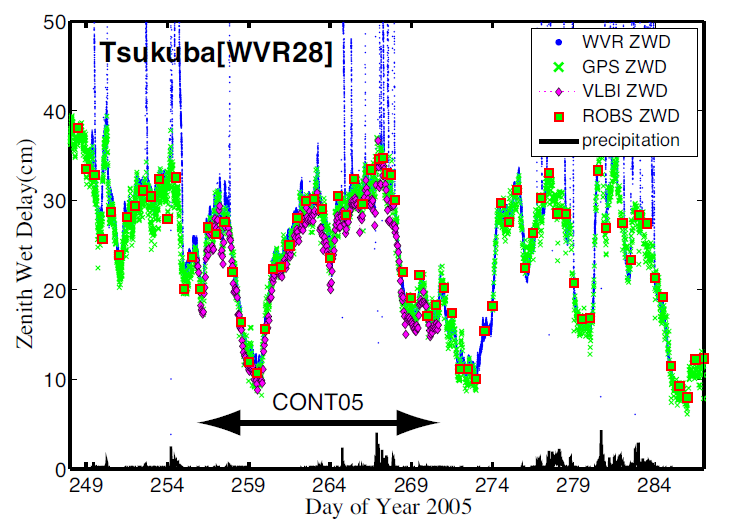 50
40
30
20
10
0
Zenith Wet Delay(cm)
Tsukuba[WVR28]
WVR ZWD
GPS ZWD
VLBI ZWD
ROBS ZWD
precipitation
CONT05
249 254 259 264 269 274 279 284
Day of Year 2005